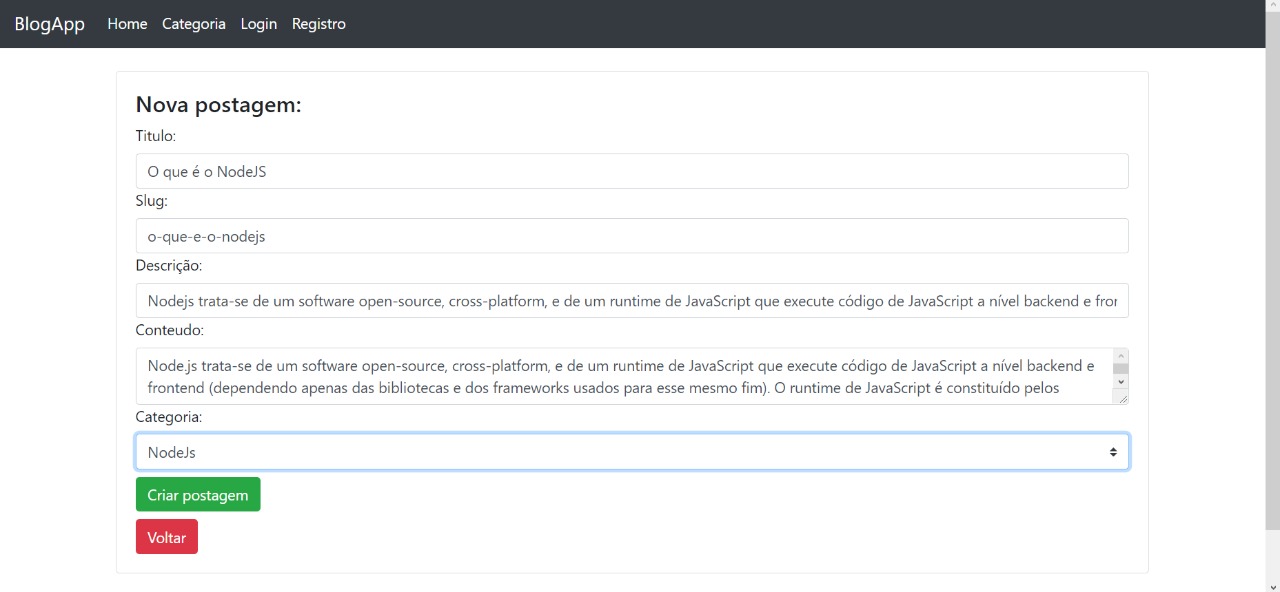 BlogApp Home Categoria Login Registro
Nova postagem:
Titulo:
O que é o NodeJS
Slug:
o-que-e-o-nodejs
Descrição:
Nodejs trata-se de um software open-source, cross-platform, e de um runtime de JavaScript que execute código de JavaScript a nível backend e
Conteudo:
Node.js trata-se de um software open-source, cross-platform, e de um runtime de JavaScript que execute código de JavaScript a nível backend e
frontend (dependendo apenas das bibliotecas e dos frameworks usados para esse mesmo fim). O runtime de JavaScript é constituído pelos
Categoria:
NodeJs
Criar postagem
Voltar